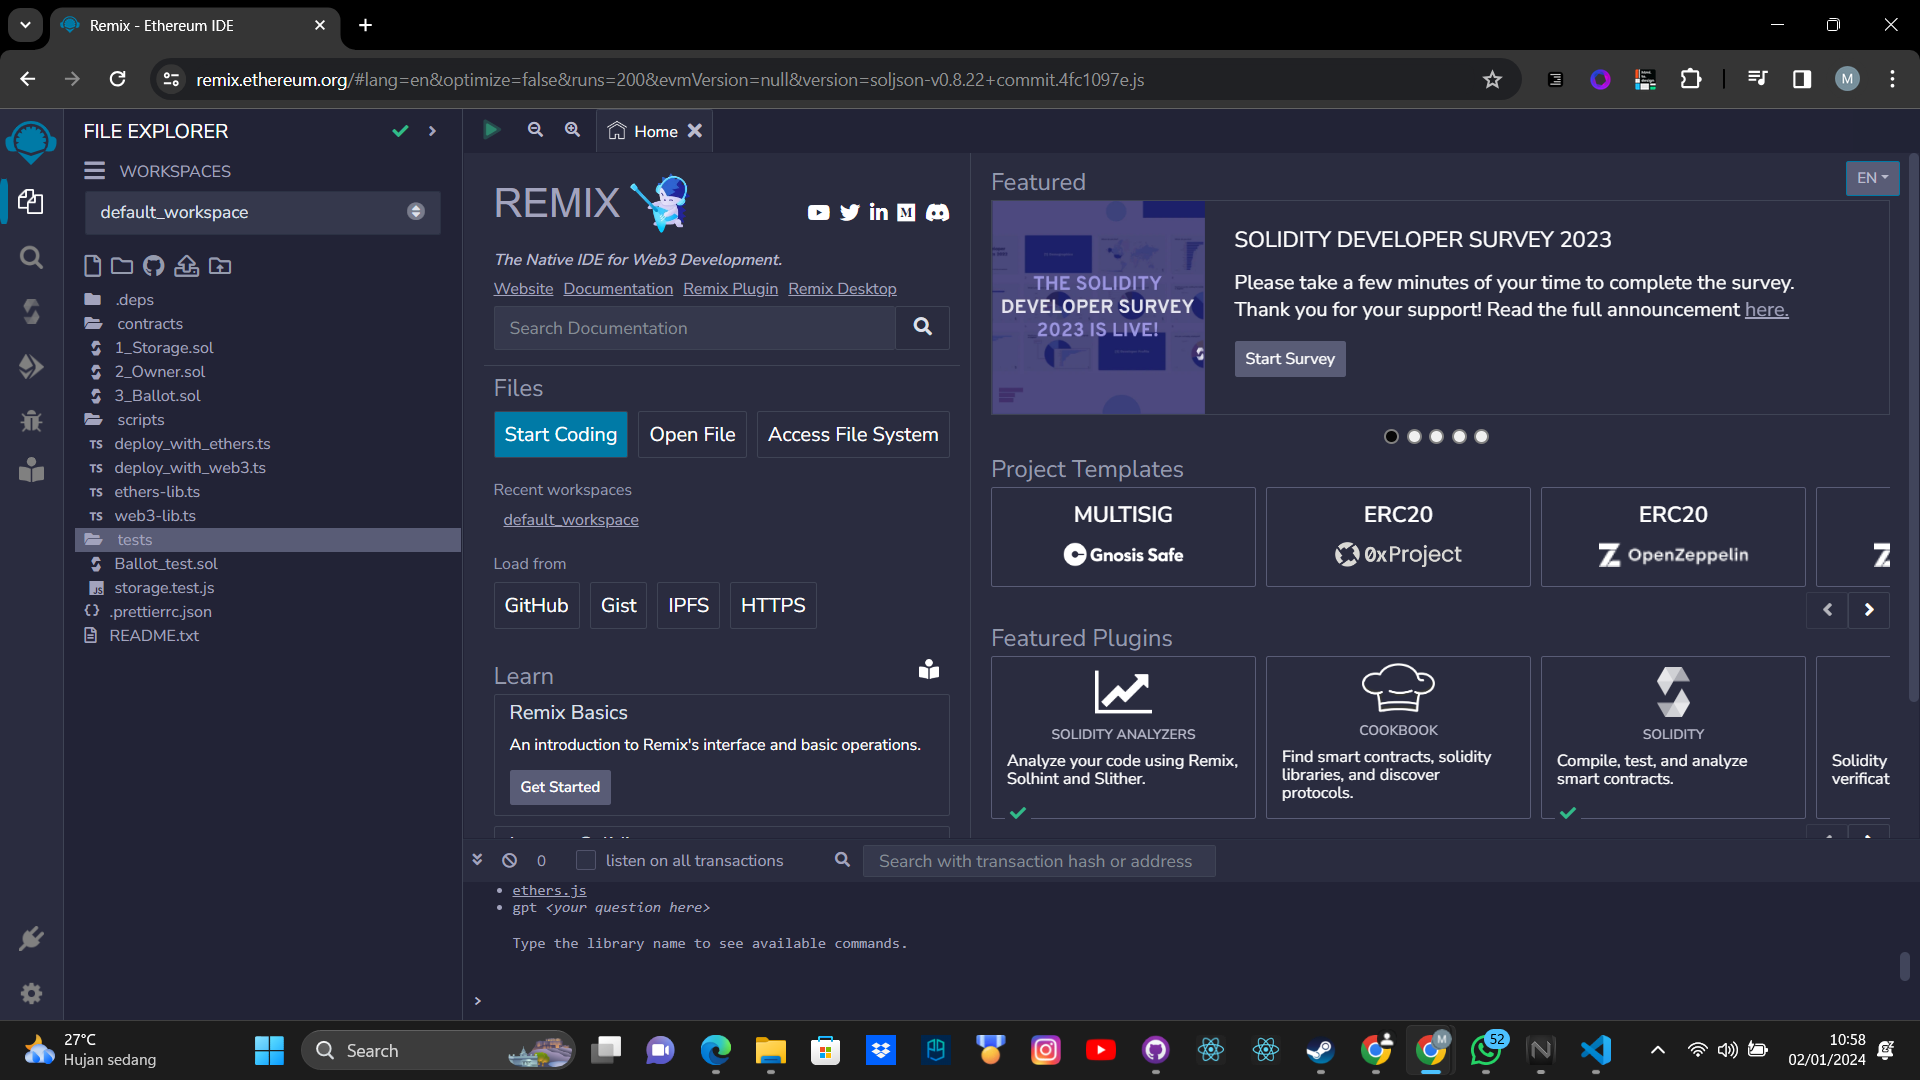 Remix - Ethereum IDE
remix.ethereum.org/#lang=en&optimize=false&runs=200&evmVersion=null&version=soljson-v0.8.22+commit.4fc1097e.js
M
FILE EXPLORER
WORKSPACES
default_workspace
.deps
contracts
1_Storage.sol
2_Owner.sol
3_Ballot.sol
scripts
TS deploy_with_ethers.ts
TS deploy_with_web3.ts
TS ethers-lib.ts
TS web3-lib.ts
tests
Ballot_test.sol
JS storage.test.js
{} .prettierrc.json
README.txt
Home
REMIX
The Native IDE for Web3 Development.
Website Documentation Remix Plugin Remix Desktop
Search Documentation
Files
Start Coding Open File Access File System
Recent workspaces
default_workspace
Load from
GitHub Gist IPFS HTTPS
Learn
Remix Basics
An introduction to Remix's interface and basic operations.
Get Started
Featured
EN
THE SOLIDITY
DEVELOPER SURVEY
2023 IS LIVE!
SOLIDITY DEVELOPER SURVEY 2023
Please take a few minutes of your time to complete the survey.
Thank you for your support! Read the full announcement here.
Start Survey
Project Templates
MULTISIG
Gnosis Safe
ERC20
0xProject
ERC20
OpenZeppelin
Featured Plugins
SOLIDITY ANALYZERS
Analyze your code using Remix,
Solhint and Slither.
COOKBOOK
Find smart contracts, solidity
libraries, and discover
protocols.
SOLIDITY
Compile, test, and analyze
smart contracts.
Solidity
verificat
0
listen on all transactions
Search with transaction hash or address
• ethers.js
• gpt <your question here>
Type the library name to see available commands.
>
27°C
Hujan sedang
Search
M
52
10:58
02/01/2024